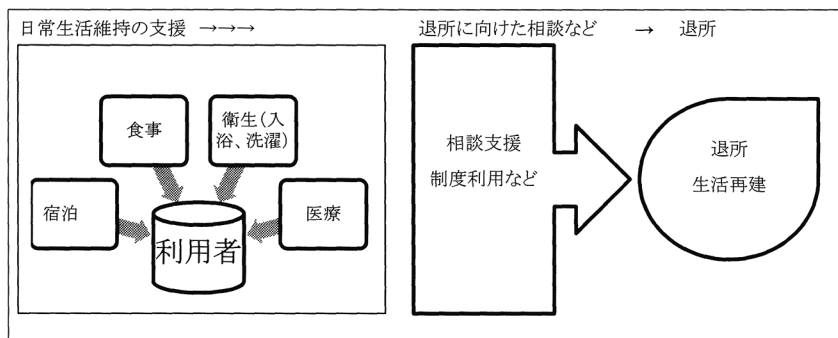 日常生活維持の支援 →→→
退所に向けた相談など → 退所
食事
衛生(入
浴、洗濯)
宿泊
医療
利用者
相談支援
制度利用など
退所
生活再建